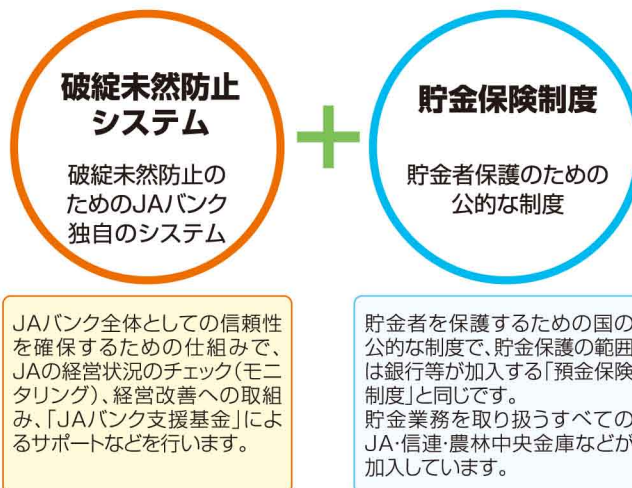 破綻未然防止
システム
破綻未然防止の
ためのJAバンク
独自のシステム
+
貯金保険制度
貯金者保護のための
公的な制度
JAバンク全体としての信頼性
を確保するための仕組みで、
JAの経営状況のチェック(モニ
タリング)、経営改善への取組
み、「JAバンク支援基金」によ
るサポートなどを行います。
貯金者を保護するための国の
公的な制度で、貯金保護の範囲
は銀行等が加入する「預金保険
制度」と同じです。
貯金業務を取り扱うすべての
JA・信連・農林中央金庫などが
加入しています。